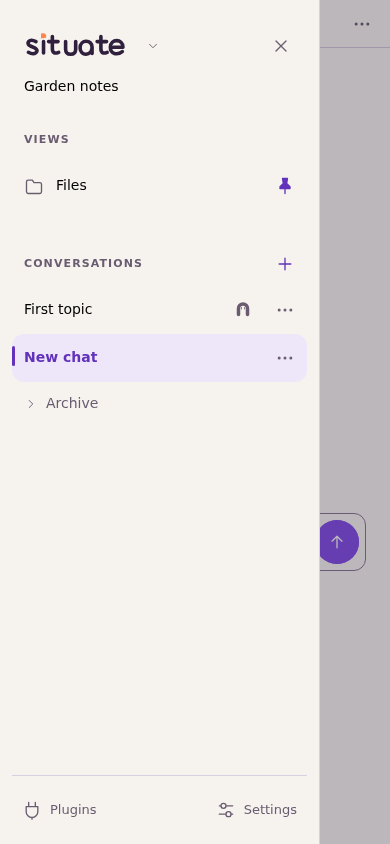 situate
Garden notes
VIEWS
Files
CONVERSATIONS
First topic
New chat
Archive
Plugins
Settings